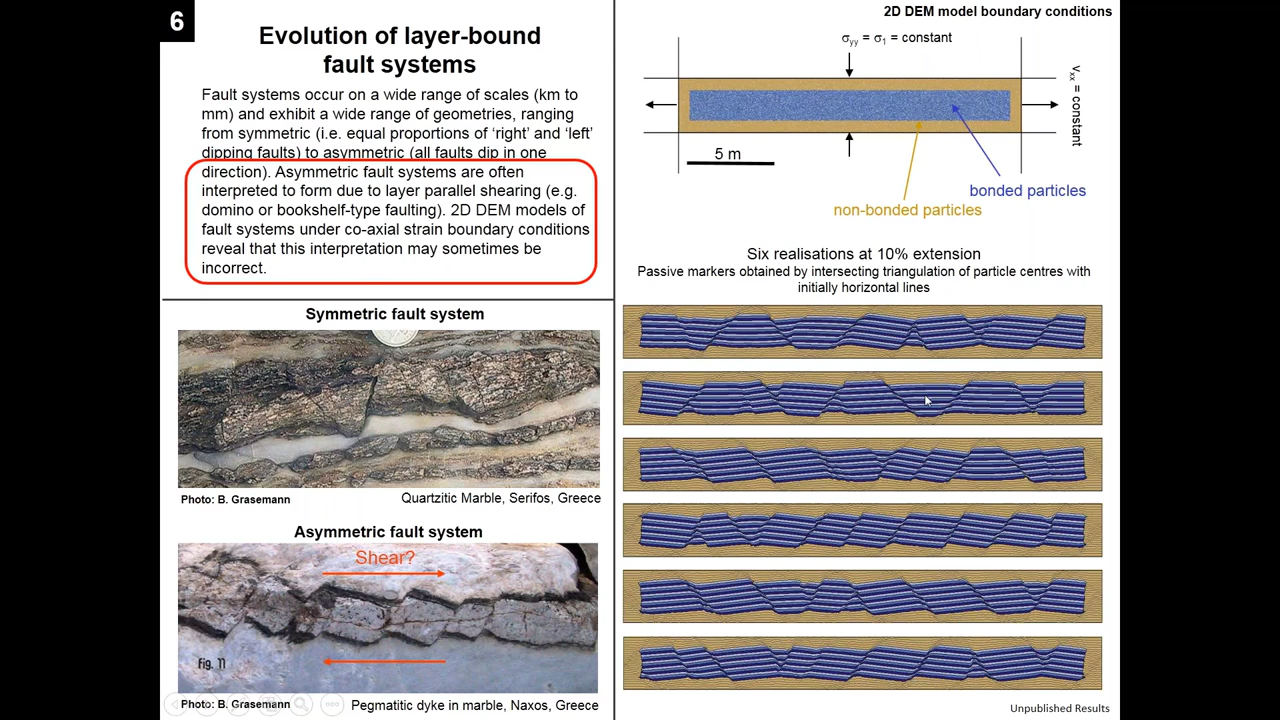 6
Evolution of layer-bound
fault systems
Fault systems occur on a wide range of scales (km to
mm) and exhibit a wide range of geometries, ranging
from symmetric (i.e. equal proportions of 'right' and 'left'
dipping faults) to asymmetric (all faults dip in one
direction). Asymmetric fault systems are often
interpreted to form due to layer parallel shearing (e.g.
domino or bookshelf-type faulting). 2D DEM models of
fault systems under co-axial strain boundary conditions
reveal that this interpretation may sometimes be
incorrect.
Symmetric fault system
Photo: B. Grasemann
Quartzitic Marble, Serifos, Greece
Asymmetric fault system
Shear?
Fig. 11
Photo: B. Grasemann
Pegmatitic dyke in marble, Naxos, Greece
2D DEM model boundary conditions
σyy = σ1 = constant
vxx = constant
5 m
bonded particles
non-bonded particles
Six realisations at 10% extension
Passive markers obtained by intersecting triangulation of particle centres with
initially horizontal lines
Unpublished Results